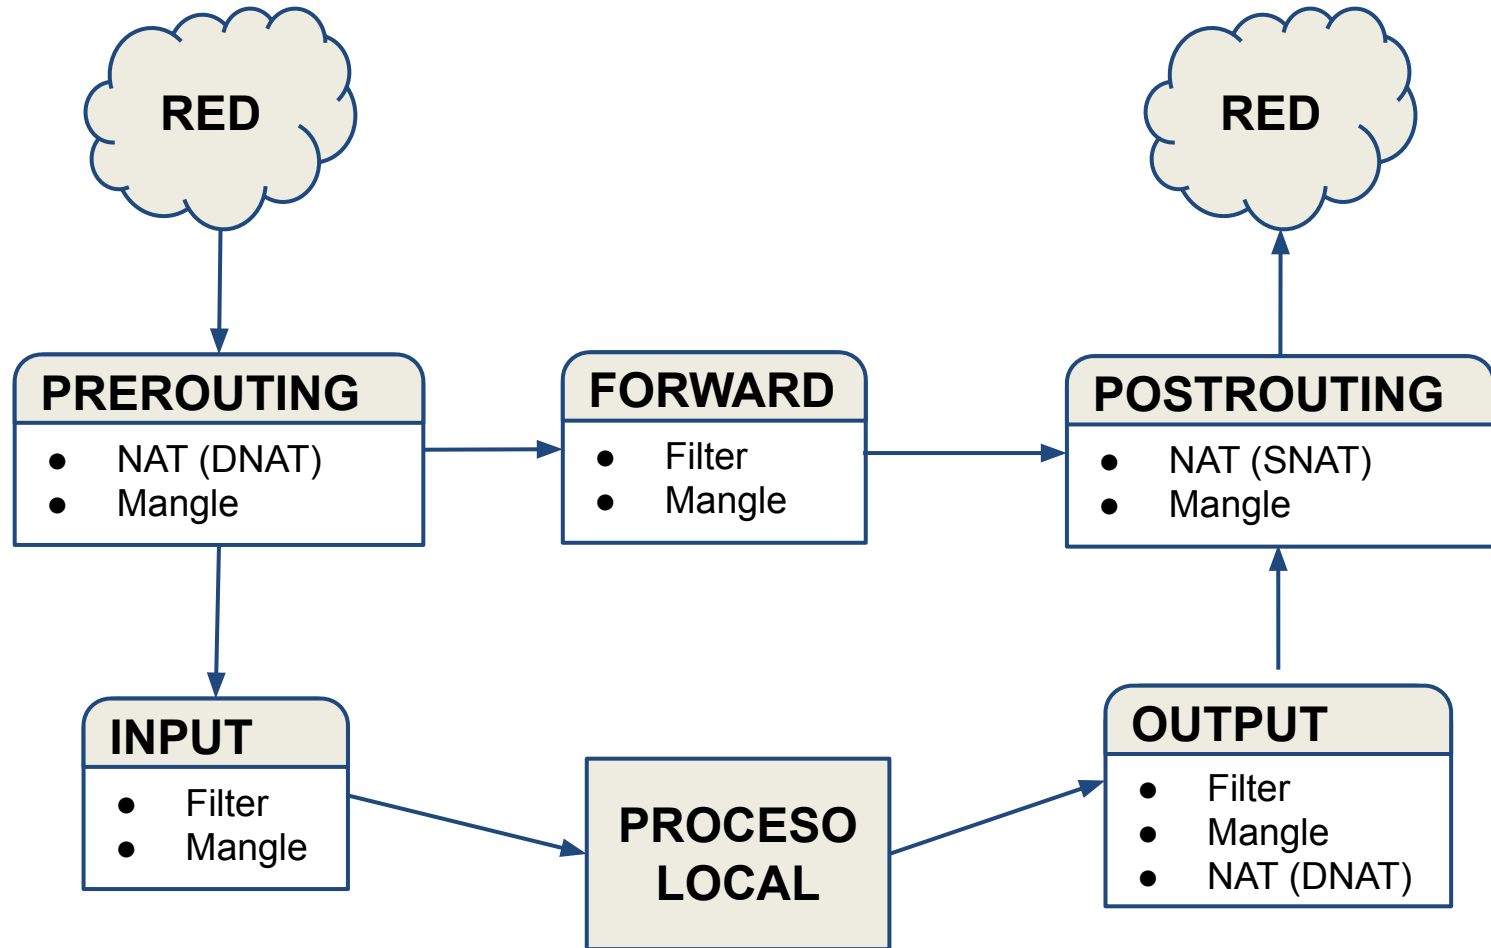 RED
RED
PREROUTING
● NAT (DNAT)
● Mangle
FORWARD
● Filter
● Mangle
POSTROUTING
● NAT (SNAT)
● Mangle
INPUT
● Filter
● Mangle
PROCESO
LOCAL
OUTPUT
● Filter
● Mangle
● NAT (DNAT)